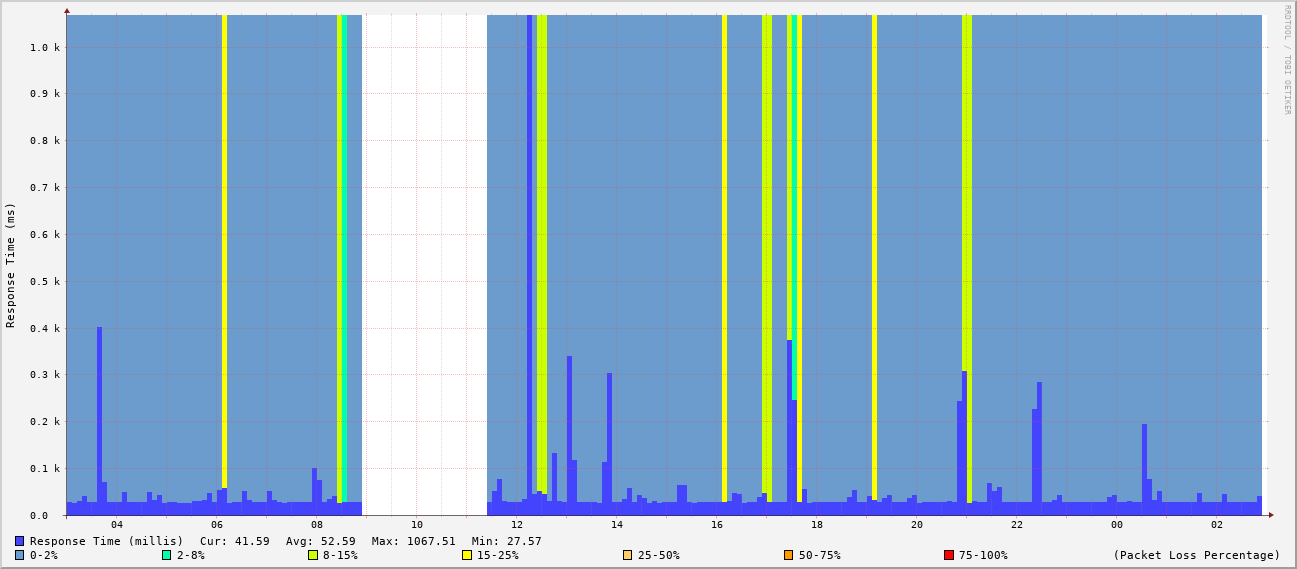 RRDTOOL / TOBI OETIKER
Response Time (ms)
1.0 k
0.9 k
0.8 k
0.7 k
0.6 k
0.5 k
0.4 k
0.3 k
0.2 k
0.1 k
0.0
04 06 08 10 12 14 16 18 20 22 00 02
Response Time (millis) Cur: 41.59 Avg: 52.59 Max: 1067.51 Min: 27.57
0-2% 2-8% 8-15% 15-25% 25-50% 50-75% 75-100% (Packet Loss Percentage)